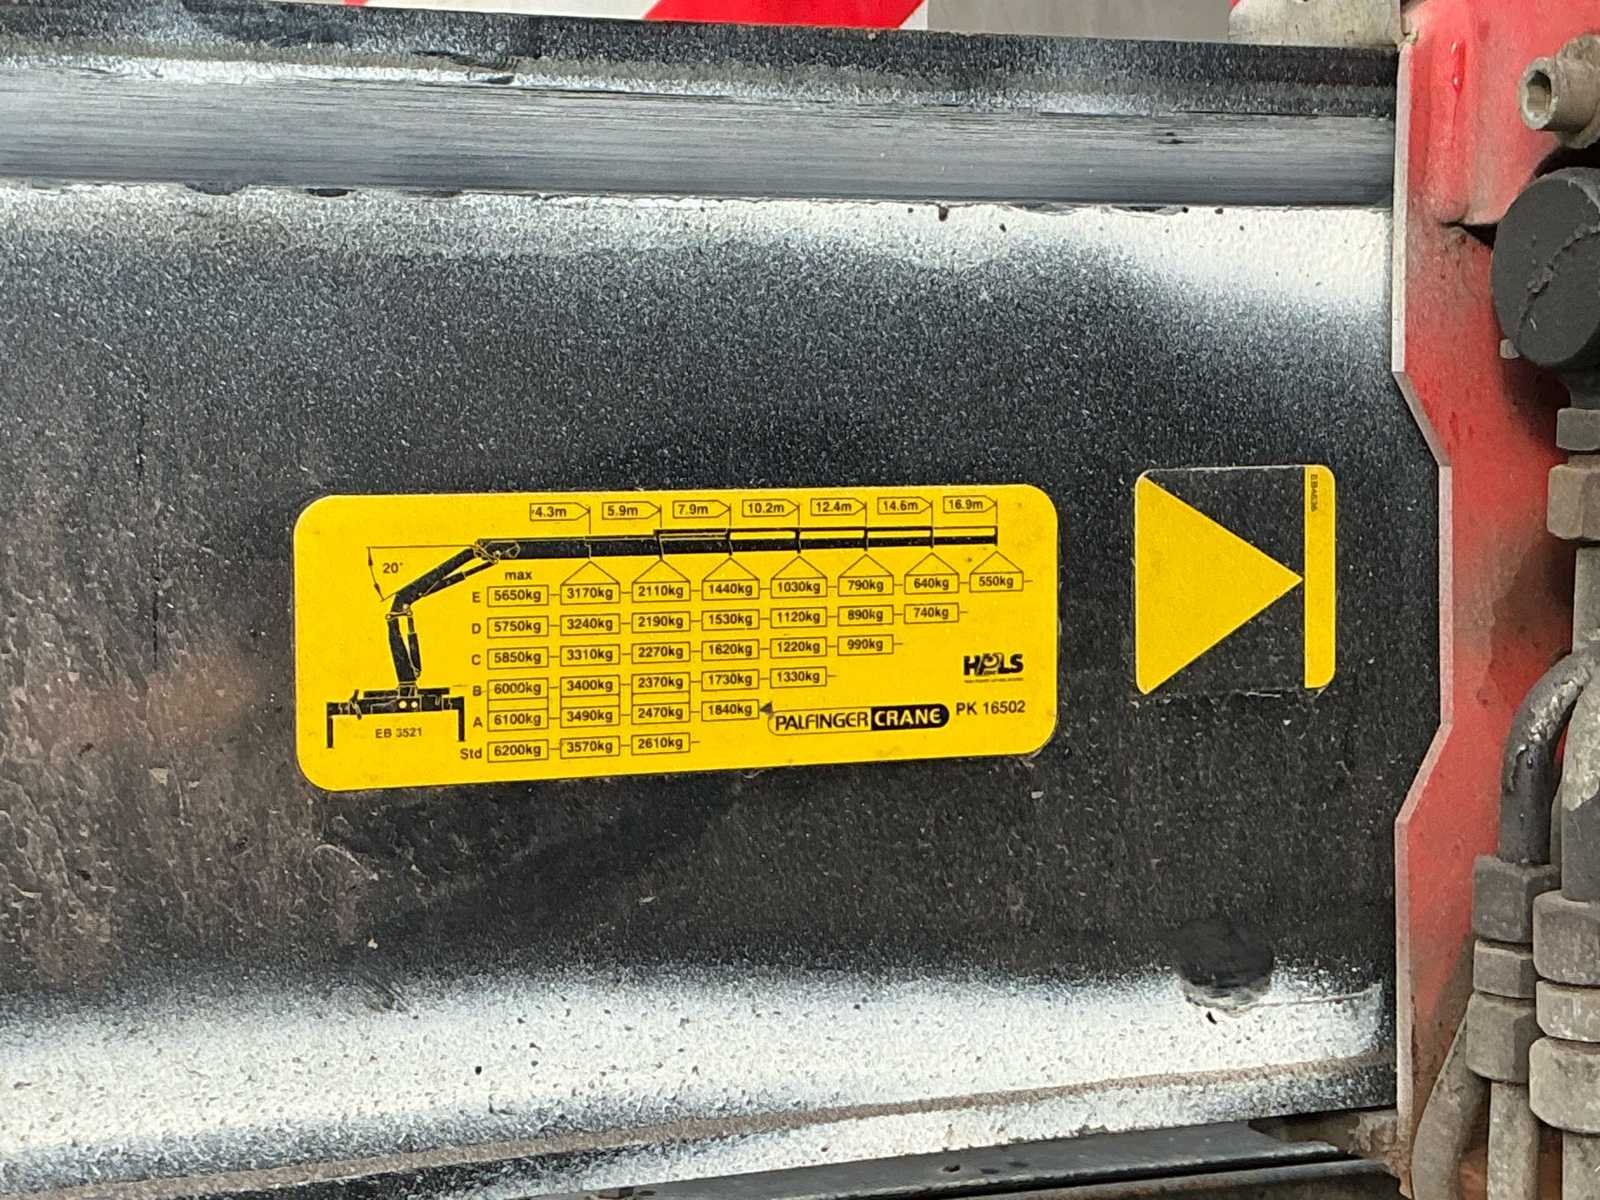 4.3m 5.9m 7.9m 10.2m 12.4m 14.6m 16.9m
20°
max
E 5650kg 3170kg 2110kg 1440kg 1030kg 790kg 640kg 550kg
D 5750kg 3240kg 2190kg 1530kg 1120kg 890kg 740kg
C 5850kg 3310kg 2270kg 1620kg 1220kg 990kg
B 6000kg 3400kg 2370kg 1730kg 1330kg
A 6100kg 3490kg 2470kg 1840kg
Std 6200kg 3570kg 2610kg
EB 3521
HPLS
PALFINGER CRANE PK 16502